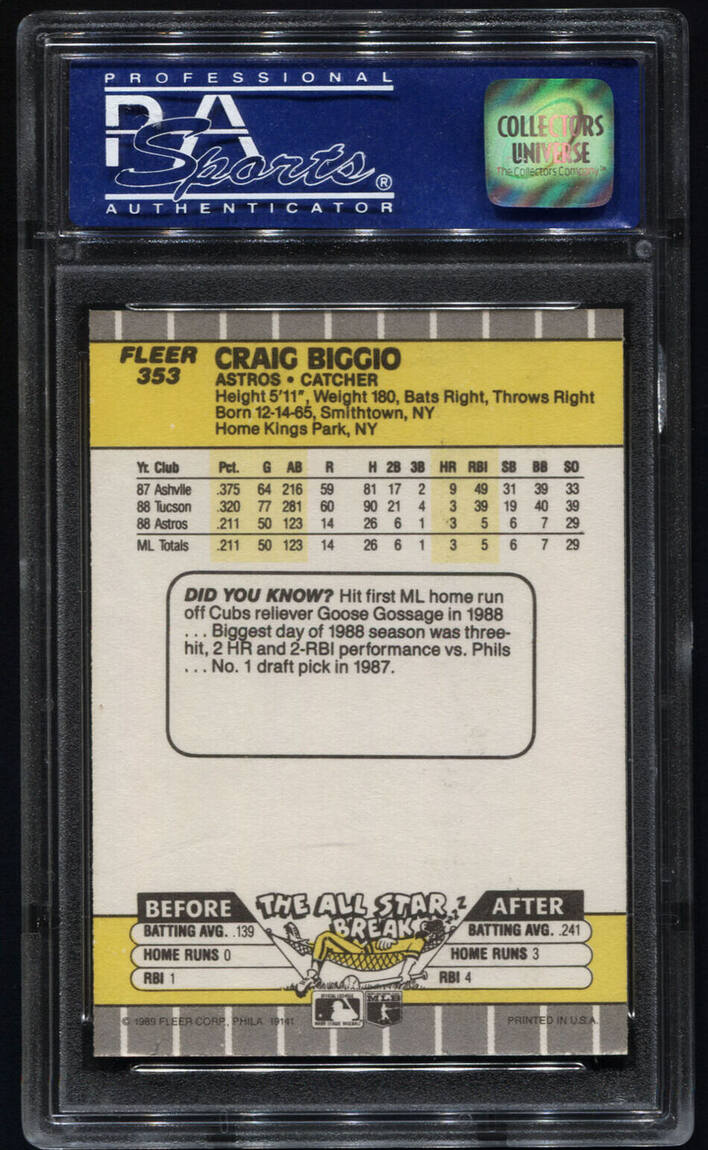 PROFESSIONAL
PSA
Sports®
AUTHENTICATOR
COLLECTORS
UNIVERSE
The Collectors Company™
FLEER
353
CRAIG BIGGIO
ASTROS • CATCHER
Height 5'11", Weight 180, Bats Right, Throws Right
Born 12-14-65, Smithtown, NY
Home Kings Park, NY
Yr. Club Pct. G AB R H 2B 3B HR RBI SB BB SO
87 Ashvlle .375 64 216 59 81 17 2 9 49 31 39 33
88 Tucson .320 77 281 60 90 21 4 3 39 19 40 39
88 Astros .211 50 123 14 26 6 1 3 5 6 7 29
ML Totals .211 50 123 14 26 6 1 3 5 6 7 29
DID YOU KNOW? Hit first ML home run
off Cubs reliever Goose Gossage in 1988
. . . Biggest day of 1988 season was three-
hit, 2 HR and 2-RBI performance vs. Phils
. . . No. 1 draft pick in 1987.
THE ALL STAR
BREAK
zzZ
BEFORE
BATTING AVG. .139
HOME RUNS 0
RBI 1
AFTER
BATTING AVG. .241
HOME RUNS 3
RBI 4
MLB
© 1989 FLEER CORP., PHILA. 19141
PRINTED IN U.S.A.